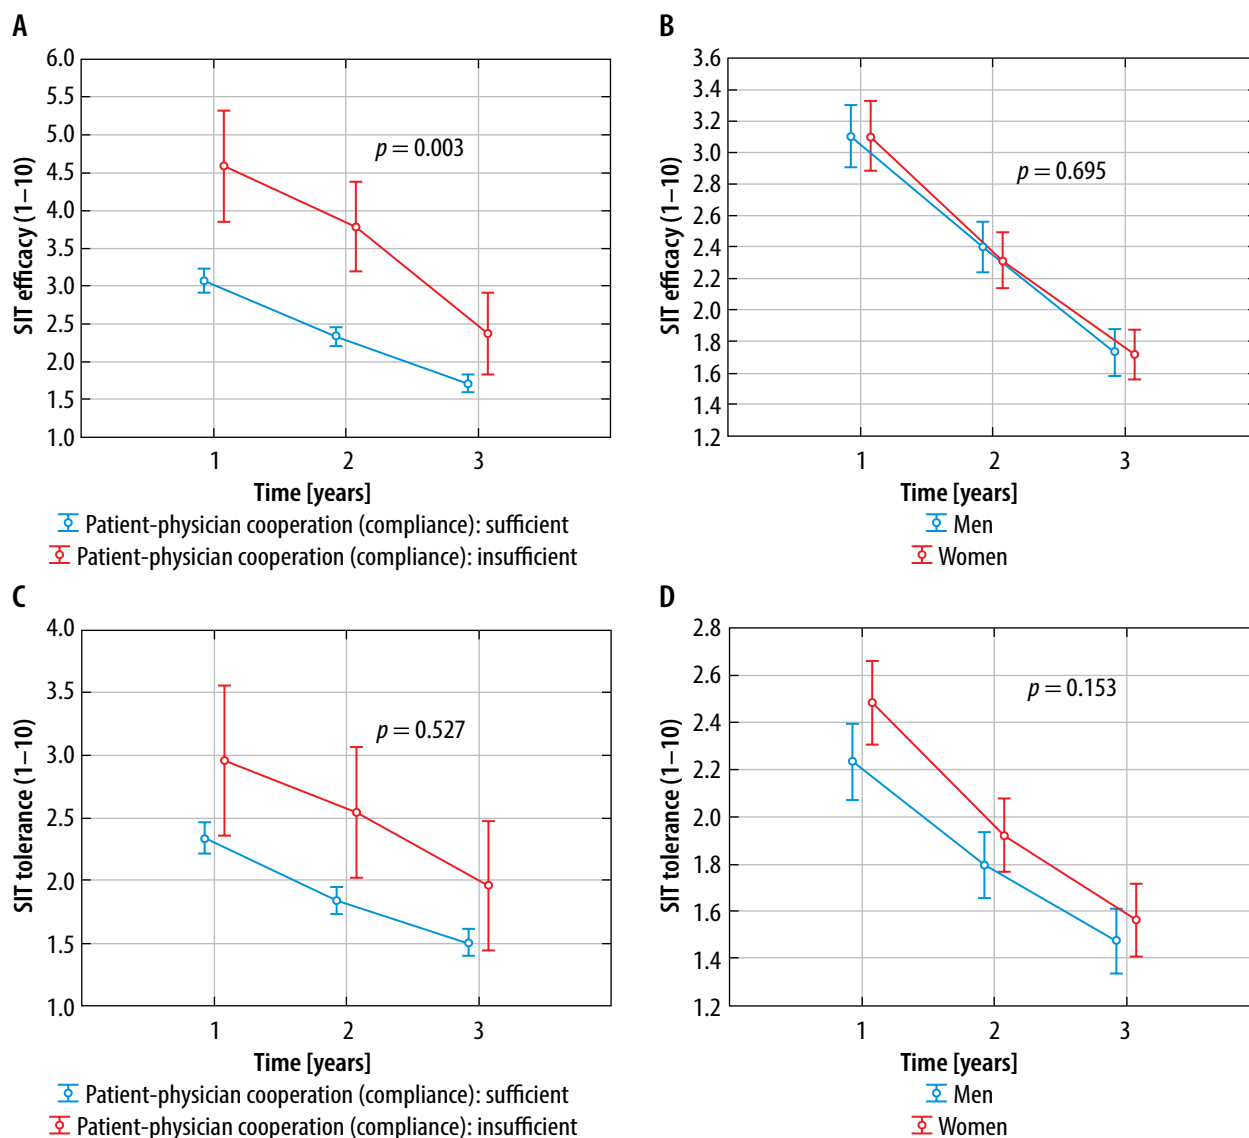 A
SIT efficacy (1–10)
6.0
5.5
5.0
4.5
4.0
3.5
3.0
2.5
2.0
1.5
1.0
p = 0.003
1 2 3
Time [years]
Patient-physician cooperation (compliance): sufficient
Patient-physician cooperation (compliance): insufficient
B
SIT efficacy (1–10)
3.6
3.4
3.2
3.0
2.8
2.6
2.4
2.2
2.0
1.8
1.6
1.4
1.2
p = 0.695
1 2 3
Time [years]
Men
Women
C
SIT tolerance (1–10)
4.0
3.5
3.0
2.5
2.0
1.5
1.0
p = 0.527
1 2 3
Time [years]
Patient-physician cooperation (compliance): sufficient
Patient-physician cooperation (compliance): insufficient
D
SIT tolerance (1–10)
2.8
2.6
2.4
2.2
2.0
1.8
1.6
1.4
1.2
p = 0.153
1 2 3
Time [years]
Men
Women